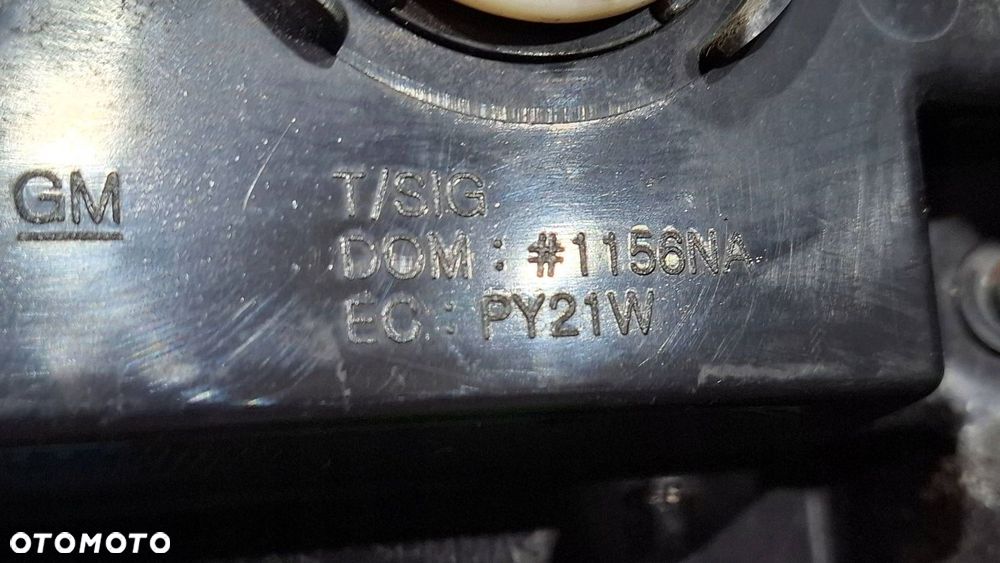 GM
T/SIG
DOM : #1156NA
EC : PY21W
OTOMOTO